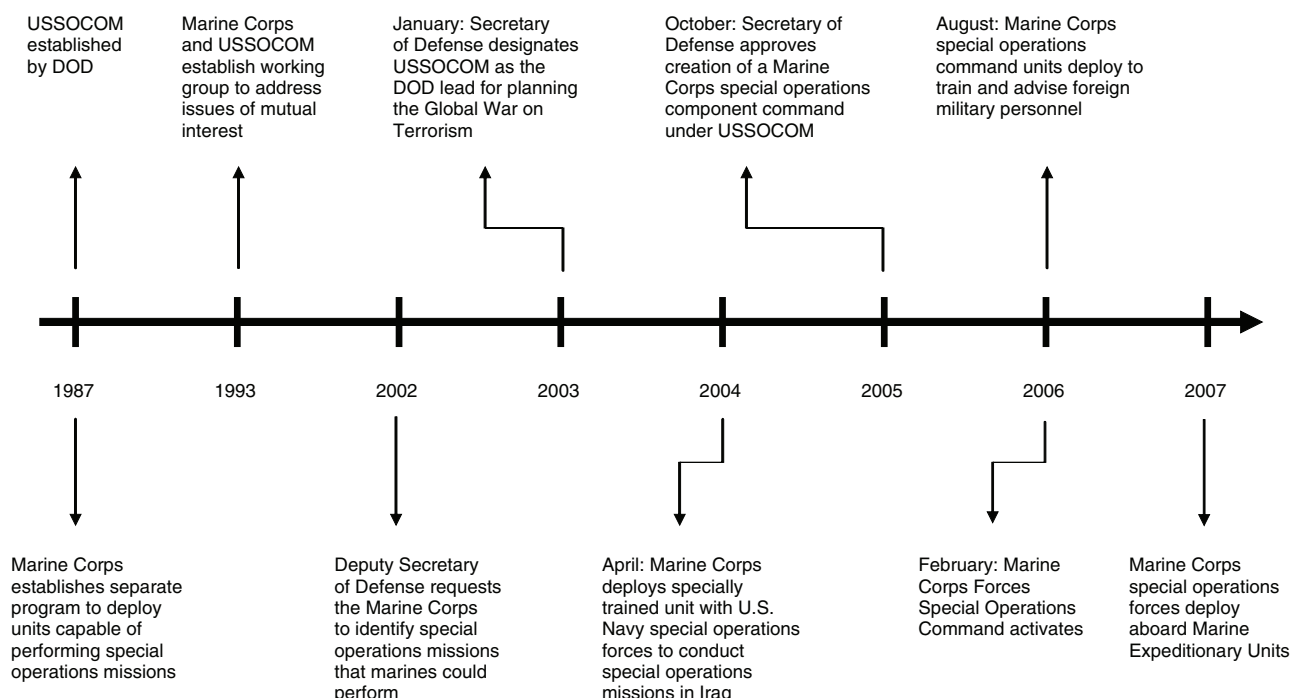 USSOCOM
established
by DOD
Marine Corps
and USSOCOM
establish working
group to address
issues of mutual
interest
January: Secretary
of Defense designates
USSOCOM as the
DOD lead for planning
the Global War on
Terrorism
October: Secretary of
Defense approves
creation of a Marine
Corps special operations
component command
under USSOCOM
August: Marine Corps
special operations
command units deploy to
train and advise foreign
military personnel
1987
1993
2002
2003
2004
2005
2006
2007
Marine Corps
establishes separate
program to deploy
units capable of
performing special
operations missions
Deputy Secretary
of Defense requests
the Marine Corps
to identify special
operations missions
that marines could
perform
April: Marine Corps
deploys specially
trained unit with U.S.
Navy special operations
forces to conduct
special operations
missions in Iraq
February: Marine
Corps Forces
Special Operations
Command activates
Marine Corps
special operations
forces deploy
aboard Marine
Expeditionary Units